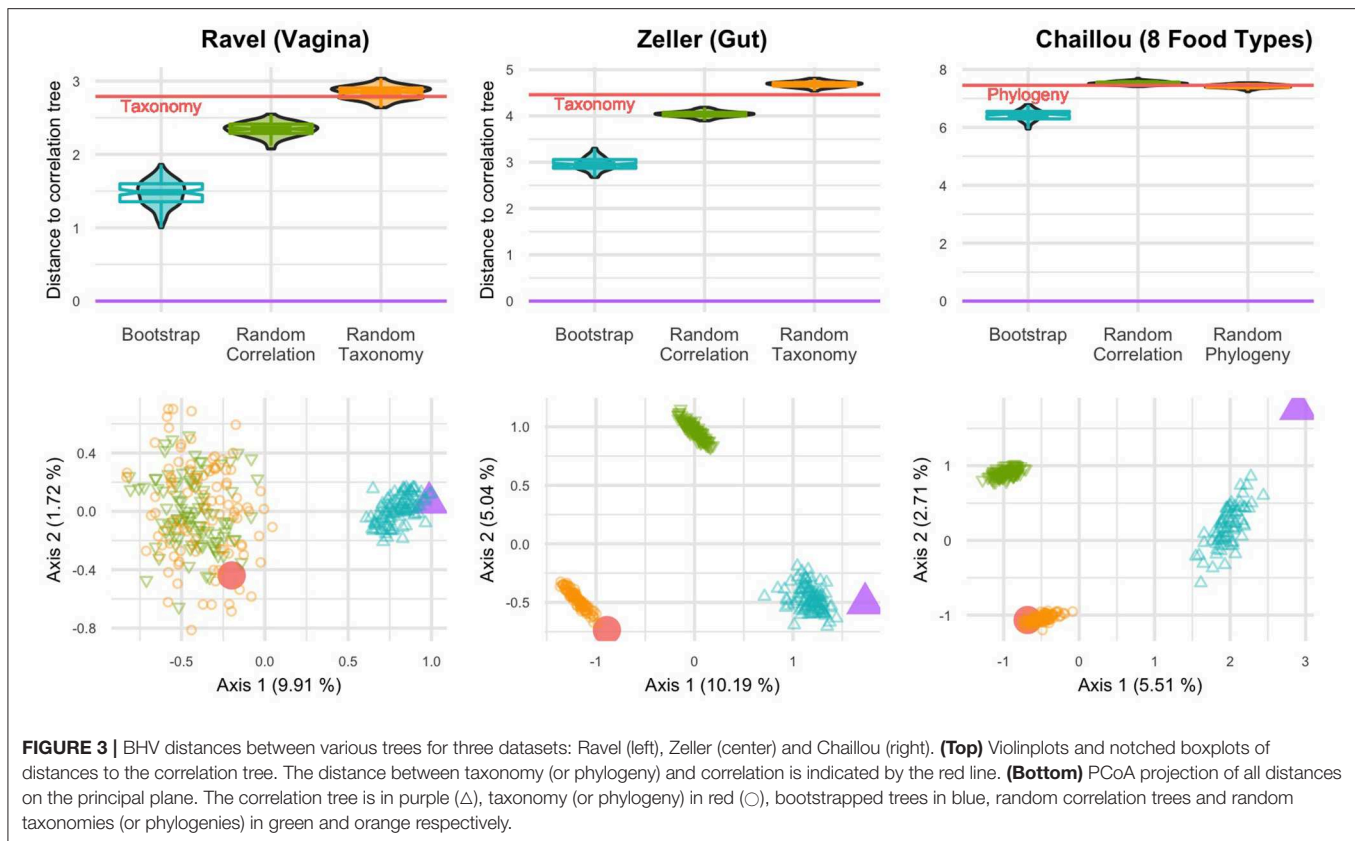 Ravel (Vagina)
Zeller (Gut)
Chaillou (8 Food Types)
Distance to correlation tree
3
2
1
0
Taxonomy
Bootstrap
Random
Correlation
Random
Taxonomy
Distance to correlation tree
5
4
3
2
1
0
Taxonomy
Bootstrap
Random
Correlation
Random
Taxonomy
8
6
4
2
0
Phylogeny
Bootstrap
Random
Correlation
Random
Phylogeny
Axis 2 (1.72 %)
0.4
0.0
-0.4
-0.8
-0.5
0.0
0.5
1.0
Axis 1 (9.91 %)
Axis 2 (5.04 %)
1.0
0.5
0.0
-0.5
-1
0
1
Axis 1 (10.19 %)
Axis 2 (2.71 %)
1
0
-1
-1
0
1
2
3
Axis 1 (5.51 %)
FIGURE 3 | BHV distances between various trees for three datasets: Ravel (left), Zeller (center) and Chaillou (right). (Top) Violinplots and notched boxplots of
distances to the correlation tree. The distance between taxonomy (or phylogeny) and correlation is indicated by the red line. (Bottom) PCoA projection of all distances
on the principal plane. The correlation tree is in purple (△), taxonomy (or phylogeny) in red (○), bootstrapped trees in blue, random correlation trees and random
taxonomies (or phylogenies) in green and orange respectively.